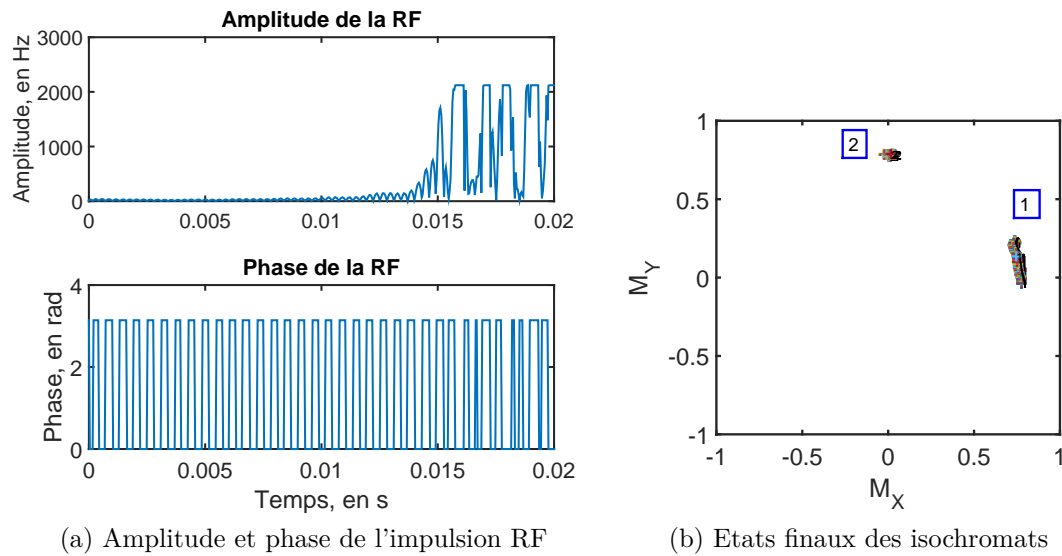 Amplitude de la RF
Amplitude, en Hz
3000
2000
1000
0
0 0.005 0.01 0.015 0.02
Phase de la RF
Phase, en rad
4
2
0
0 0.005 0.01 0.015 0.02
Temps, en s
(a) Amplitude et phase de l'impulsion RF
1
0.5
0
-0.5
-1
M_Y
2
1
-1 -0.5 0 0.5 1
M_X
(b) Etats finaux des isochromats